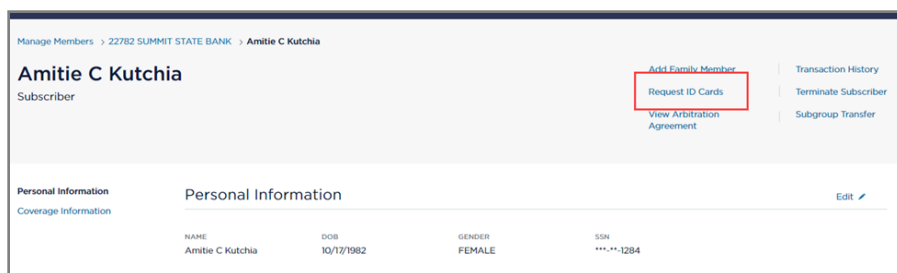 Manage Members > 22782 SUMMIT STATE BANK > Amitie C Kutchia
Amitie C Kutchia
Subscriber
Add Family Member
Transaction History
Request ID Cards
Terminate Subscriber
View Arbitration
Agreement
Subgroup Transfer
Personal Information
Coverage Information
Personal Information
Edit
NAME DOB GENDER SSN
Amitie C Kutchia 10/17/1982 FEMALE ***-**-1284